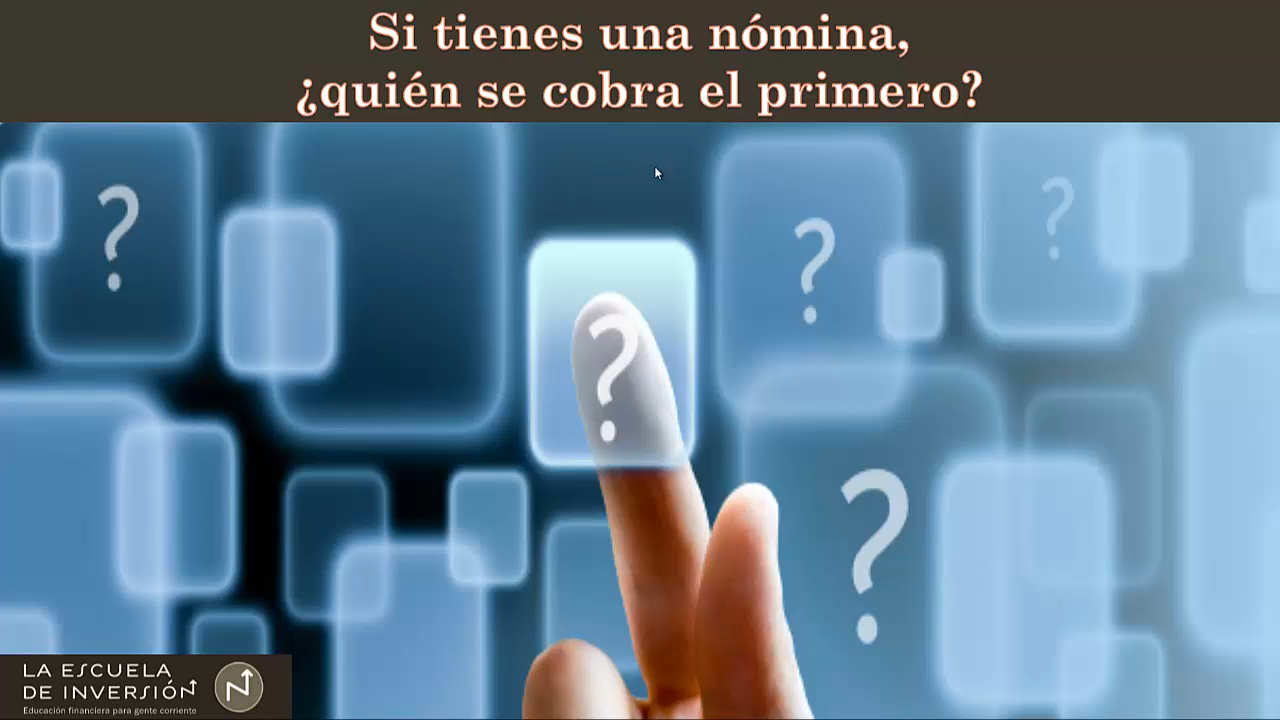 Si tienes una nómina,
¿quién se cobra el primero?
?
?
?
?
?
LA ESCUELA
DE INVERSIÓN
N
Educación financiera para gente corriente